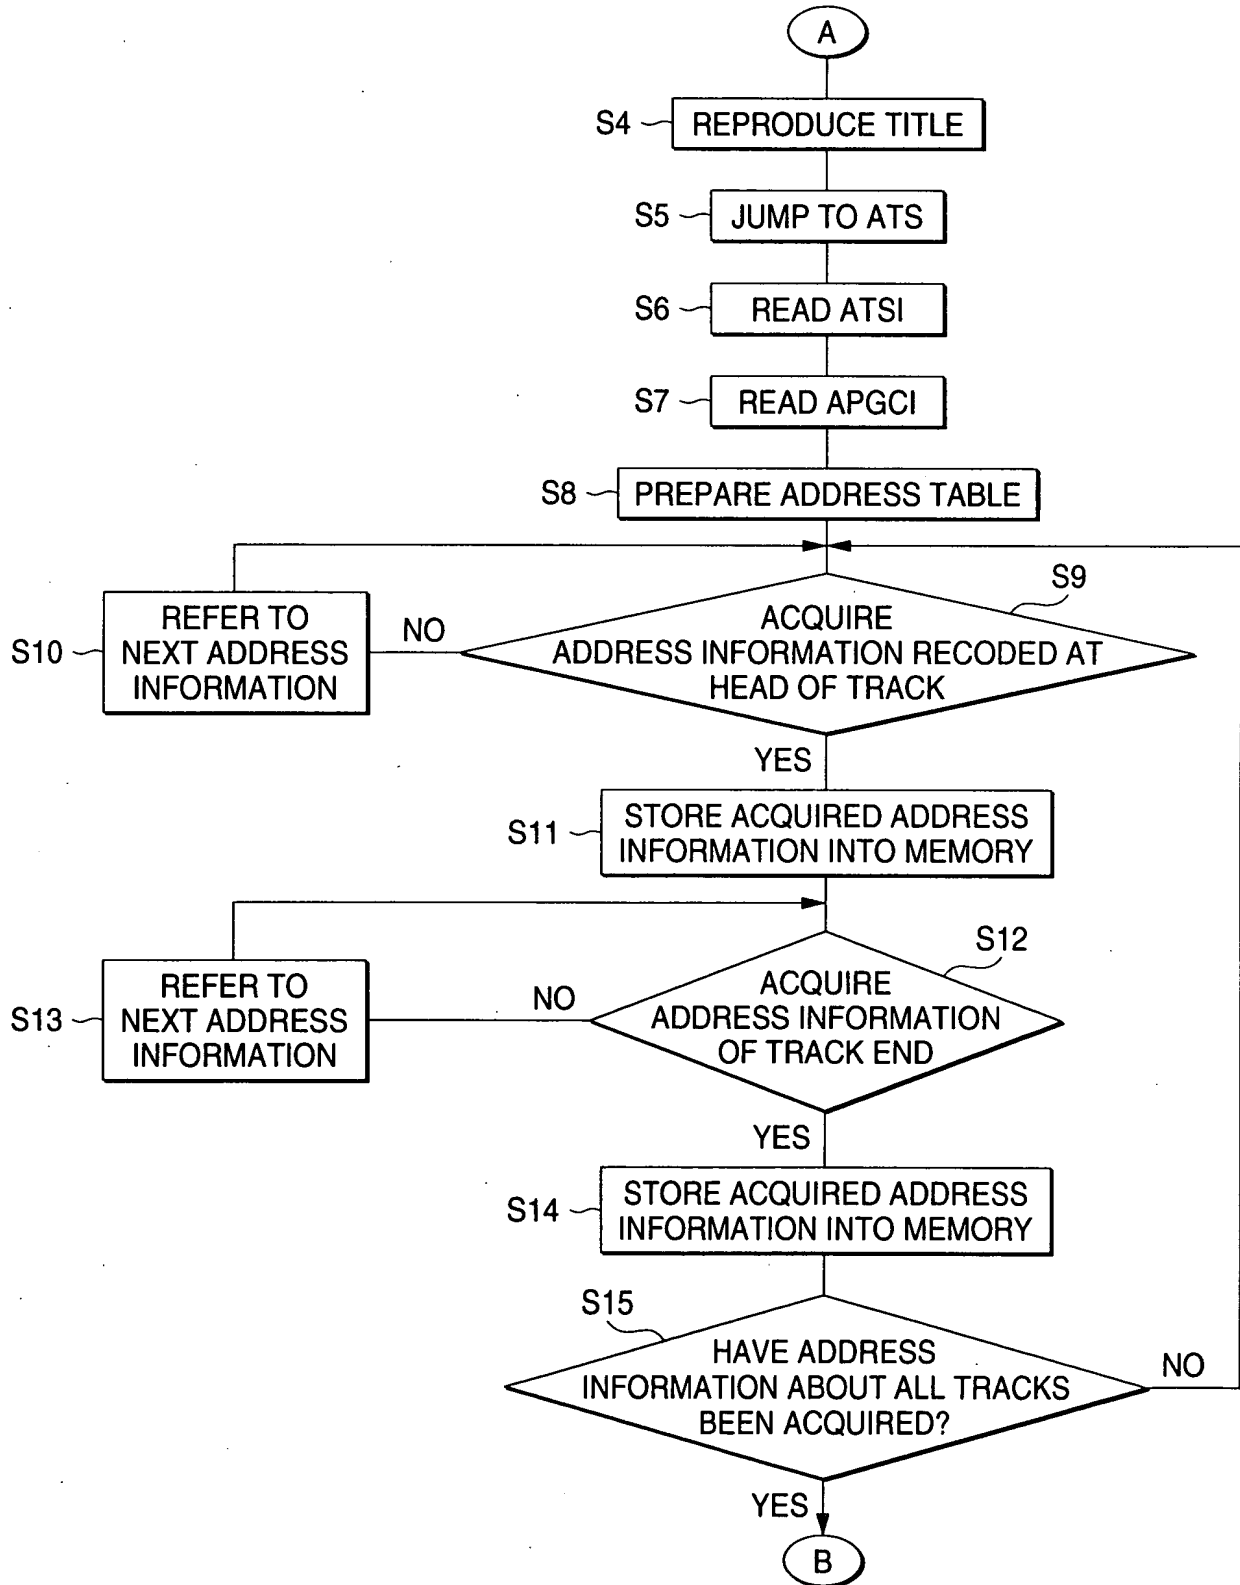 A
S4
REPRODUCE TITLE
S5
JUMP TO ATS
S6
READ ATSI
S7
READ APGCI
S8
PREPARE ADDRESS TABLE
S9
ACQUIRE
ADDRESS INFORMATION RECODED AT
HEAD OF TRACK
NO
S10
REFER TO
NEXT ADDRESS
INFORMATION
YES
S11
STORE ACQUIRED ADDRESS
INFORMATION INTO MEMORY
S12
ACQUIRE
ADDRESS INFORMATION
OF TRACK END
NO
S13
REFER TO
NEXT ADDRESS
INFORMATION
YES
S14
STORE ACQUIRED ADDRESS
INFORMATION INTO MEMORY
S15
HAVE ADDRESS
INFORMATION ABOUT ALL TRACKS
BEEN ACQUIRED?
NO
YES
B